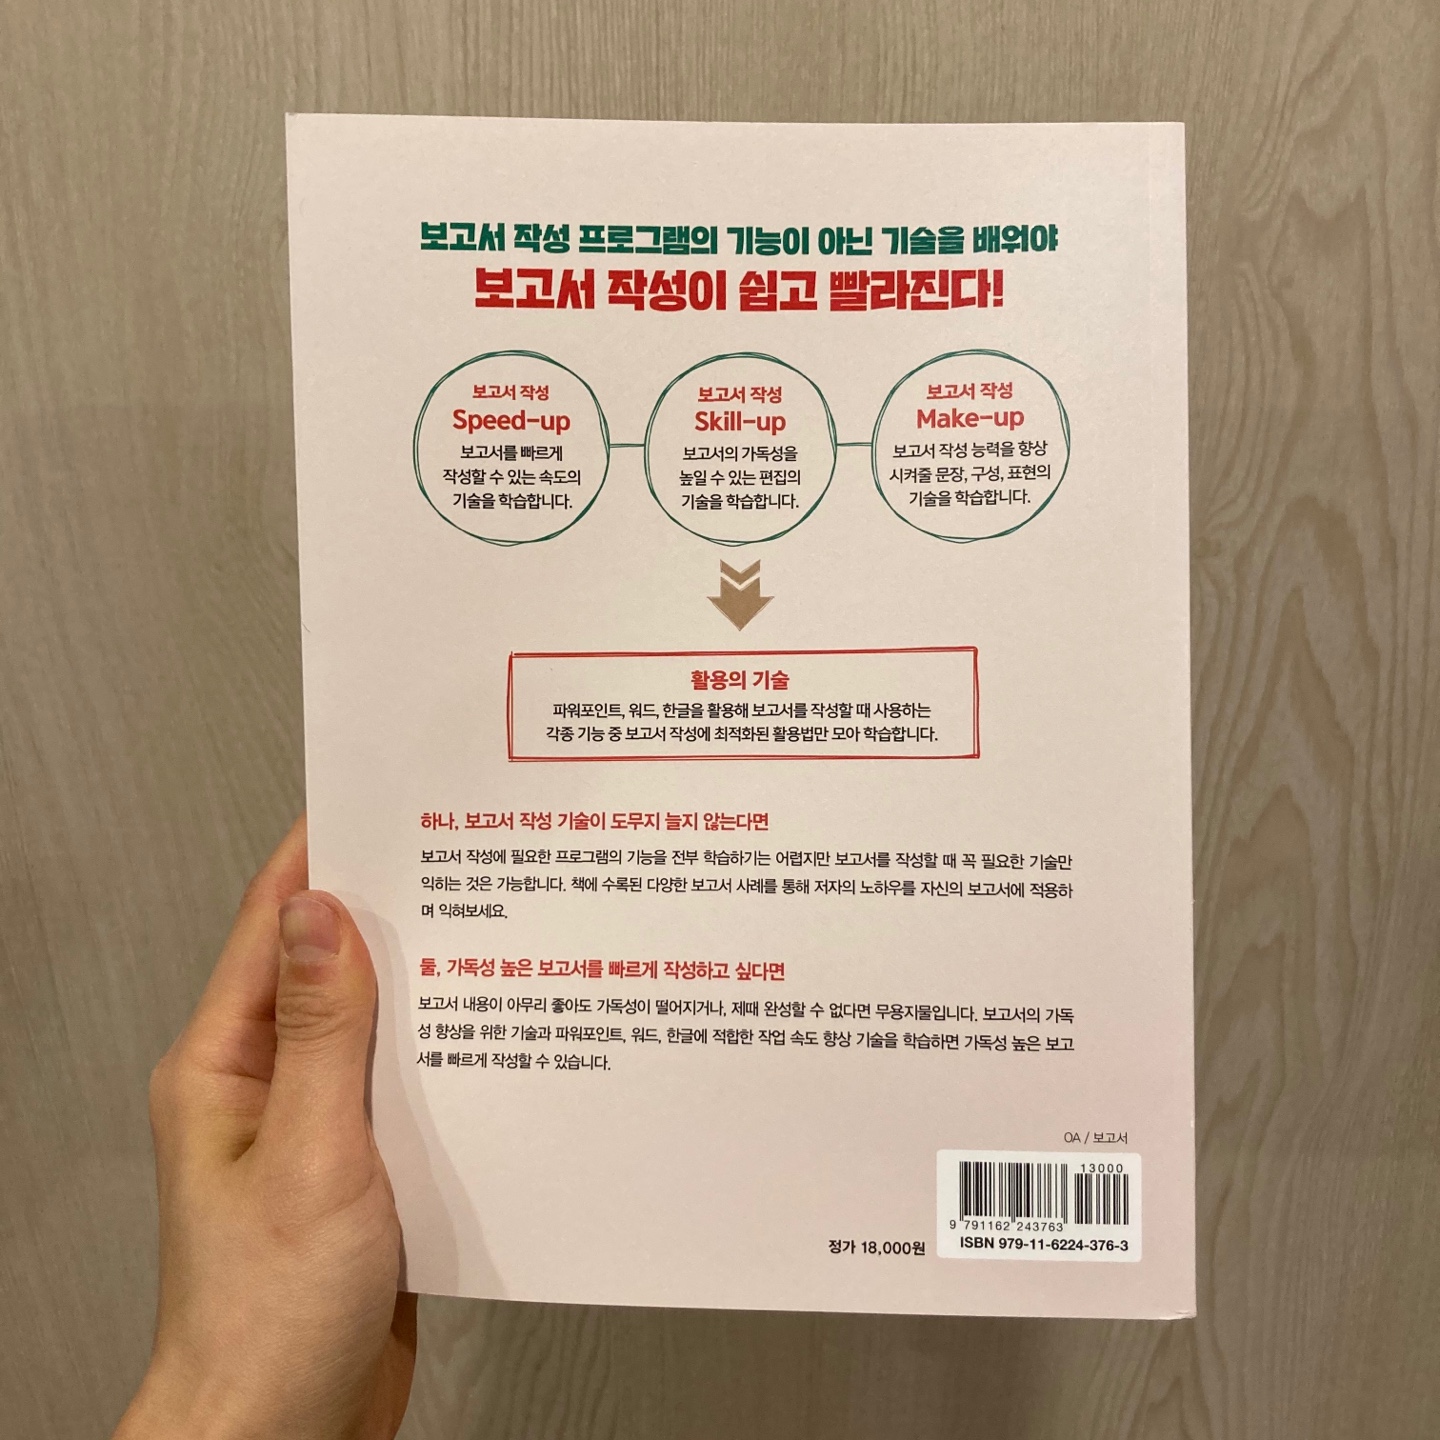 보고서 작성 프로그램의 기능이 아닌 기술을 배워야
보고서 작성이 쉽고 빨라진다!
보고서 작성
Speed-up
보고서를 빠르게
작성할 수 있는 속도의
기술을 학습합니다.
보고서 작성
Skill-up
보고서의 가독성을
높일 수 있는 편집의
기술을 학습합니다.
보고서 작성
Make-up
보고서 작성 능력을 향상
시켜줄 문장, 구성, 표현의
기술을 학습합니다.
활용의 기술
파워포인트, 워드, 한글을 활용해 보고서를 작성할 때 사용하는
각종 기능 중 보고서 작성에 최적화된 활용법만 모아 학습합니다.
하나, 보고서 작성 기술이 도무지 늘지 않는다면
보고서 작성에 필요한 프로그램의 기능을 전부 학습하기는 어렵지만 보고서를 작성할 때 꼭 필요한 기술만
익히는 것은 가능합니다. 책에 수록된 다양한 보고서 사례를 통해 저자의 노하우를 자신의 보고서에 적용하
며 익혀보세요.
둘, 가독성 높은 보고서를 빠르게 작성하고 싶다면
보고서 내용이 아무리 좋아도 가독성이 떨어지거나, 제때 완성할 수 없다면 무용지물입니다. 보고서의 가독
성 향상을 위한 기술과 파워포인트, 워드, 한글에 적합한 작업 속도 향상 기술을 학습하면 가독성 높은 보고
서를 빠르게 작성할 수 있습니다.
OA / 보고서
13000
9 791162 243763
ISBN 979-11-6224-376-3
정가 18,000원